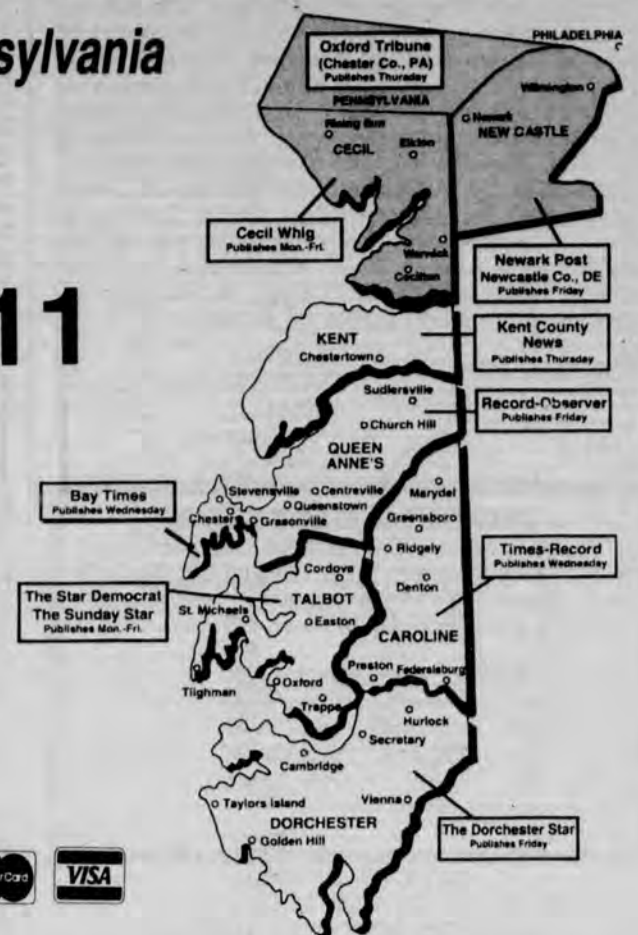 sylvania
11
PHILADELPHIA
Oxford Tribune
(Chester Co., PA)
Publishes Thursday
PENNSYLVANIA
Wilmington
Newark
NEW CASTLE
Rising Sun
CECIL
Elkton
Cecil Whig
Publishes Mon.-Fri.
Warwick
Cecilton
Newark Post
Newcastle Co., DE
Publishes Friday
KENT
Chestertown
Kent County
News
Publishes Thursday
Sudlersville
Church Hill
Record-Observer
Publishes Friday
QUEEN
ANNE'S
Bay Times
Publishes Wednesday
Stevensville
Centreville
Queenstown
Chester
Grasonville
Marydel
Greensboro
Ridgely
Denton
CAROLINE
Times-Record
Publishes Wednesday
Cordova
TALBOT
Easton
The Star Democrat
The Sunday Star
Publishes Mon.-Fri.
St. Michaels
Tilghman
Oxford
Trappe
Preston
Federalsburg
Hurlock
Secretary
Cambridge
Taylors Island
Vienna
DORCHESTER
Golden Hill
The Dorchester Star
Publishes Friday
rCard
VISA